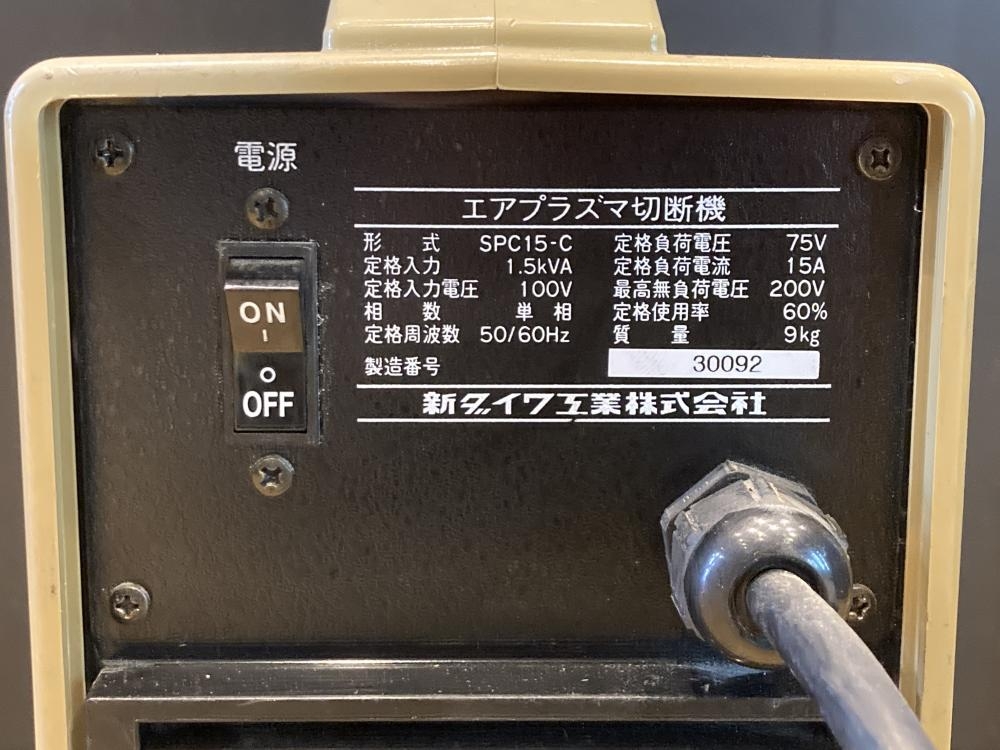 電源
ON
OFF
エアプラズマ切断機
形 式 SPC15-C 定格負荷電圧 75V
定格入力 1.5kVA 定格負荷電流 15A
定格入力電圧 100V 最高無負荷電圧 200V
相 数 単相 定格使用率 60%
定格周波数 50/60Hz 質 量 9kg
製造番号 30092
新ダイワ工業株式会社